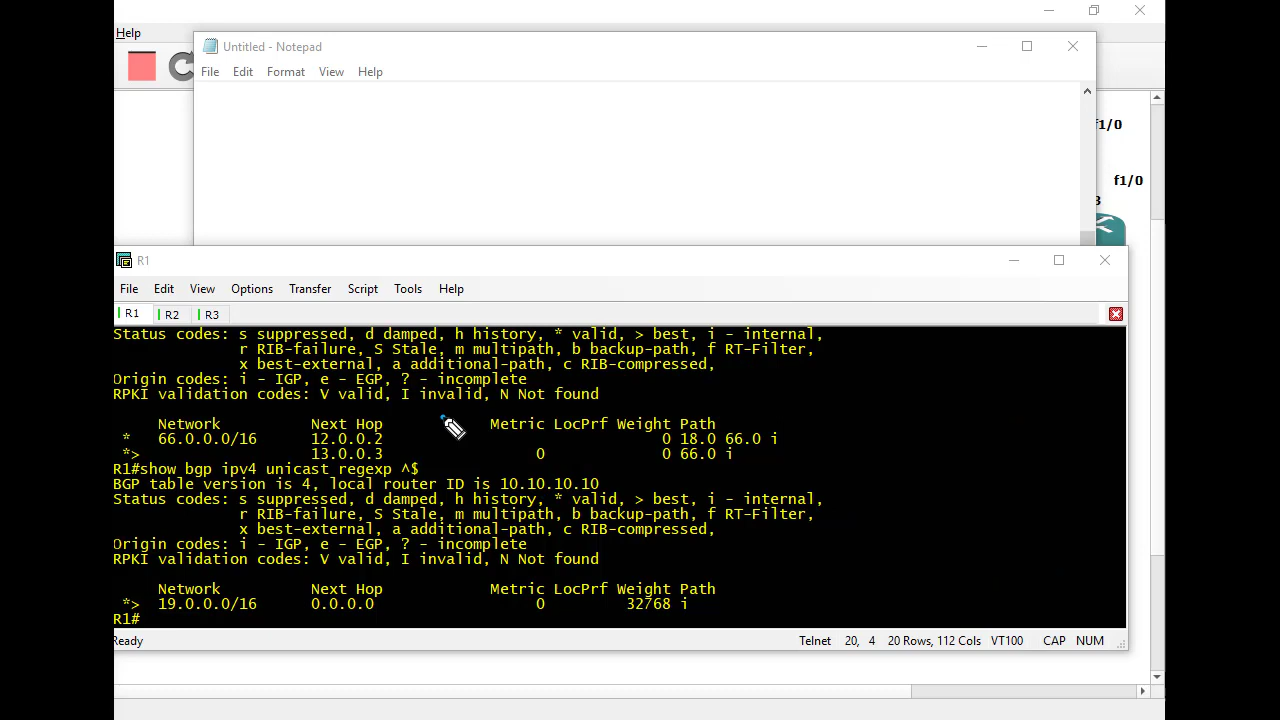 Help
Untitled - Notepad
File Edit Format View Help
f1/0
f1/0
3
R1
File Edit View Options Transfer Script Tools Help
R1 R2 R3
Status codes: s suppressed, d damped, h history, * valid, > best, i - internal,
r RIB-failure, S Stale, m multipath, b backup-path, f RT-Filter,
x best-external, a additional-path, c RIB-compressed,
Origin codes: i - IGP, e - EGP, ? - incomplete
RPKI validation codes: V valid, I invalid, N Not found
Network Next Hop Metric LocPrf Weight Path
* 66.0.0.0/16 12.0.0.2 0 18.0 66.0 i
*> 13.0.0.3 0 0 66.0 i
R1#show bgp ipv4 unicast regexp ^$
BGP table version is 4, local router ID is 10.10.10.10
Status codes: s suppressed, d damped, h history, * valid, > best, i - internal,
r RIB-failure, S Stale, m multipath, b backup-path, f RT-Filter,
x best-external, a additional-path, c RIB-compressed,
Origin codes: i - IGP, e - EGP, ? - incomplete
RPKI validation codes: V valid, I invalid, N Not found
Network Next Hop Metric LocPrf Weight Path
*> 19.0.0.0/16 0.0.0.0 0 32768 i
R1#
Ready Telnet 20, 4 20 Rows, 112 Cols VT100 CAP NUM